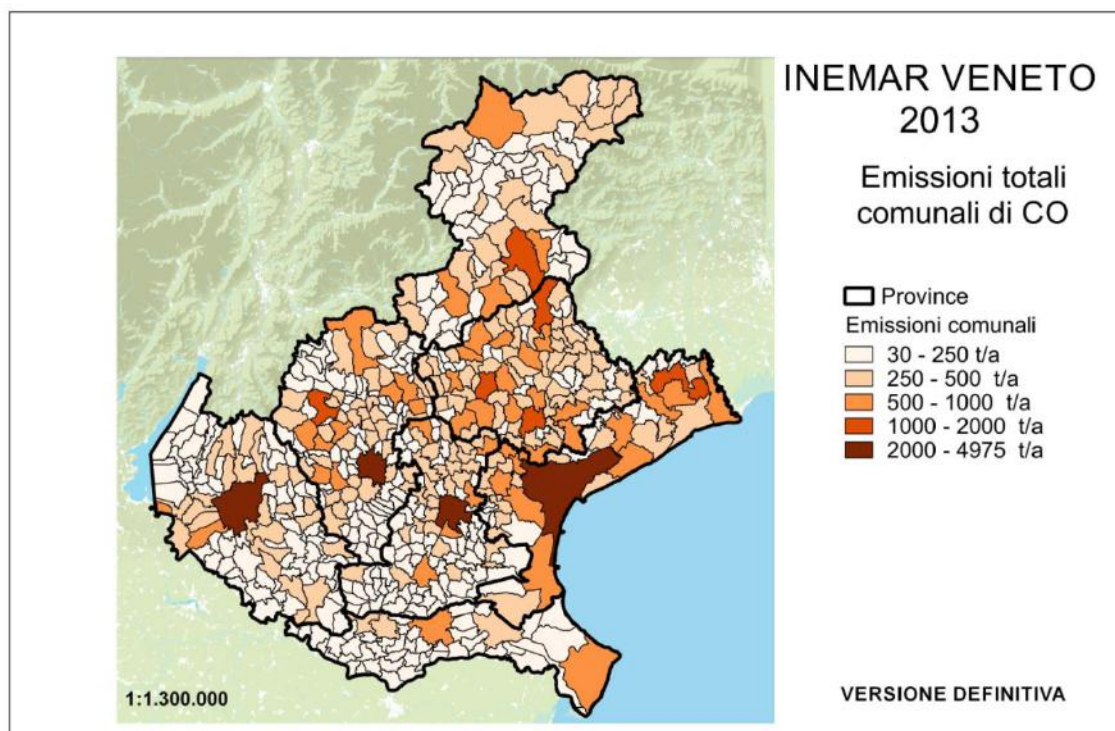 INEMAR VENETO
2013
Emissioni totali
comunali di CO
Province
Emissioni comunali
30 - 250 t/a
250 - 500 t/a
500 - 1000 t/a
1000 - 2000 t/a
2000 - 4975 t/a
1:1.300.000
VERSIONE DEFINITIVA